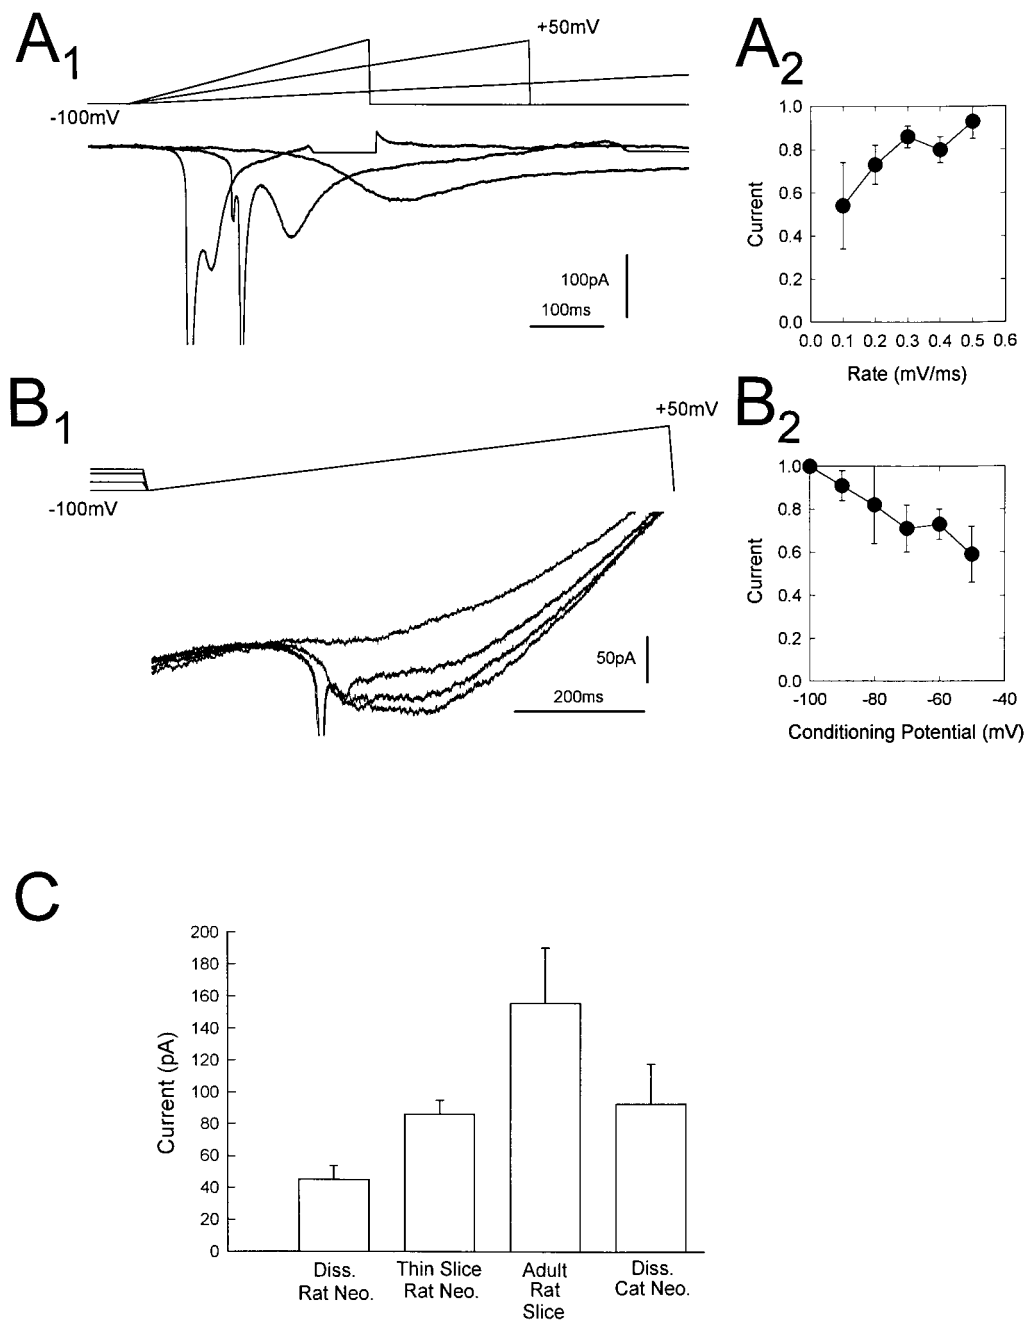 A1
+50mV
-100mV
100pA
100ms
A2
1.0
0.8
0.6
0.4
0.2
0.0
Current
0.0 0.1 0.2 0.3 0.4 0.5 0.6
Rate (mV/ms)
B1
+50mV
-100mV
50pA
200ms
B2
1.0
0.8
0.6
0.4
0.2
0.0
Current
-100 -80 -60 -40
Conditioning Potential (mV)
C
200
180
160
140
120
100
80
60
40
20
0
Current (pA)
Diss.
Rat Neo.
Thin Slice
Rat Neo.
Adult
Rat
Slice
Diss.
Cat Neo.